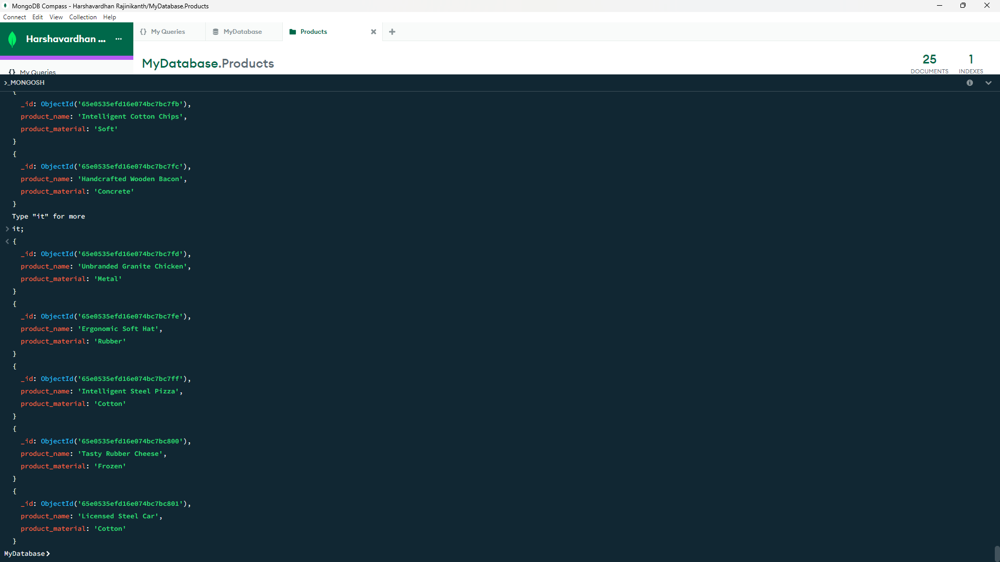 MongoDB Compass - Harshavardhan Rajinikanth/MyDatabase.Products
Connect Edit View Collection Help
Harshavardhan ... ···
{} My Queries
MyDatabase
Products
{} My Queries
MyDatabase.Products
25
DOCUMENTS
1
INDEXES
>_MONGOSH
{
_id: ObjectId('65e0535efd16e074bc7bc7fb'),
product_name: 'Intelligent Cotton Chips',
product_material: 'Soft'
}
{
_id: ObjectId('65e0535efd16e074bc7bc7fc'),
product_name: 'Handcrafted Wooden Bacon',
product_material: 'Concrete'
}
Type "it" for more
> it;
< {
_id: ObjectId('65e0535efd16e074bc7bc7fd'),
product_name: 'Unbranded Granite Chicken',
product_material: 'Metal'
}
{
_id: ObjectId('65e0535efd16e074bc7bc7fe'),
product_name: 'Ergonomic Soft Hat',
product_material: 'Rubber'
}
{
_id: ObjectId('65e0535efd16e074bc7bc7ff'),
product_name: 'Intelligent Steel Pizza',
product_material: 'Cotton'
}
{
_id: ObjectId('65e0535efd16e074bc7bc800'),
product_name: 'Tasty Rubber Cheese',
product_material: 'Frozen'
}
{
_id: ObjectId('65e0535efd16e074bc7bc801'),
product_name: 'Licensed Steel Car',
product_material: 'Cotton'
}
MyDatabase>